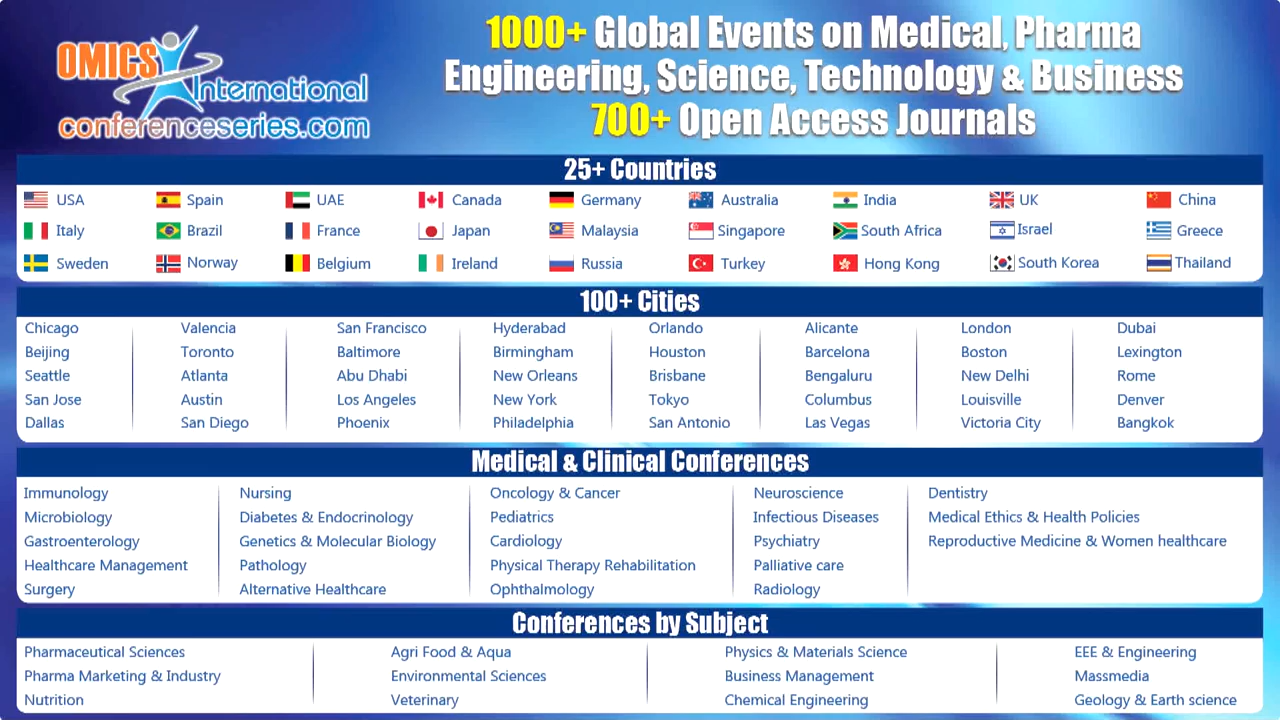 OMICS
International
conferenceseries.com
1000+ Global Events on Medical, Pharma
Engineering, Science, Technology & Business
700+ Open Access Journals
25+ Countries
USA Spain UAE Canada Germany Australia India UK China
Italy Brazil France Japan Malaysia Singapore South Africa Israel Greece
Sweden Norway Belgium Ireland Russia Turkey Hong Kong South Korea Thailand
100+ Cities
Chicago Valencia San Francisco Hyderabad Orlando Alicante London Dubai
Beijing Toronto Baltimore Birmingham Houston Barcelona Boston Lexington
Seattle Atlanta Abu Dhabi New Orleans Brisbane Bengaluru New Delhi Rome
San Jose Austin Los Angeles New York Tokyo Columbus Louisville Denver
Dallas San Diego Phoenix Philadelphia San Antonio Las Vegas Victoria City Bangkok
Medical & Clinical Conferences
Immunology Nursing Oncology & Cancer Neuroscience Dentistry
Microbiology Diabetes & Endocrinology Pediatrics Infectious Diseases Medical Ethics & Health Policies
Gastroenterology Genetics & Molecular Biology Cardiology Psychiatry Reproductive Medicine & Women healthcare
Healthcare Management Pathology Physical Therapy Rehabilitation Palliative care
Surgery Alternative Healthcare Ophthalmology Radiology
Conferences by Subject
Pharmaceutical Sciences Agri Food & Aqua Physics & Materials Science EEE & Engineering
Pharma Marketing & Industry Environmental Sciences Business Management Massmedia
Nutrition Veterinary Chemical Engineering Geology & Earth science